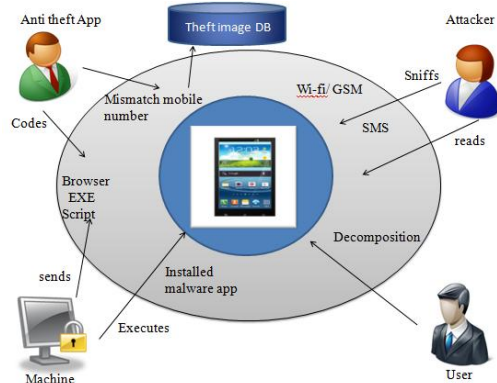 Anti theft App
Theft image DB
Attacker
Sniffs
Wi-fi/ GSM
Mismatch mobile
number
Codes
SMS
reads
Browser
EXE
Script
Decomposition
sends
Installed
malware app
Executes
Machine
User